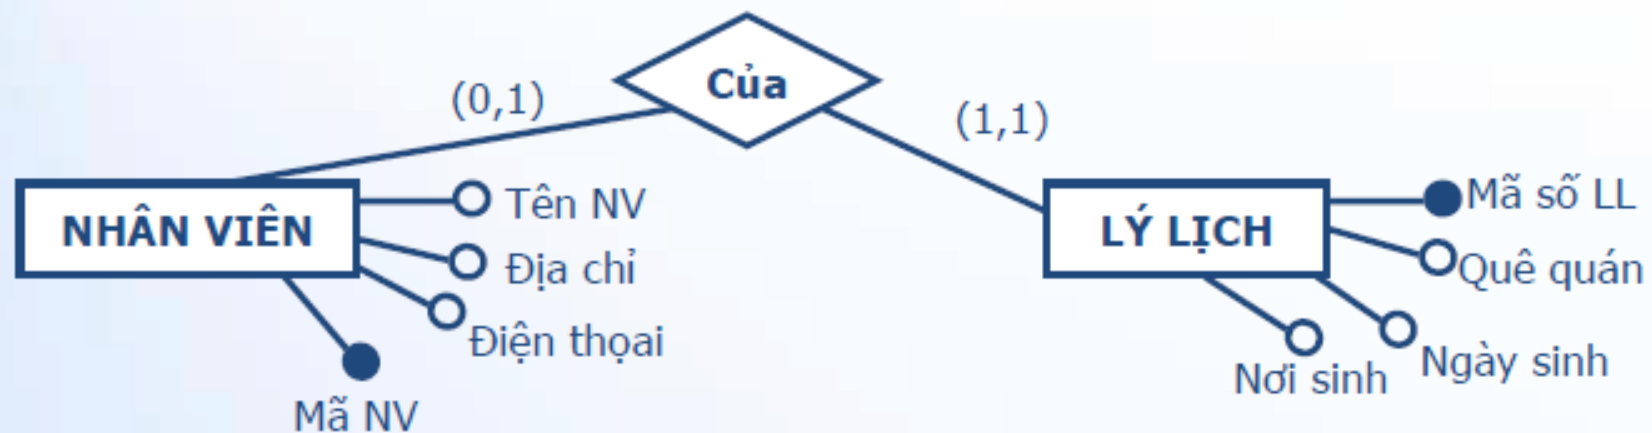 Của
(0,1)
(1,1)
NHÂN VIÊN
Tên NV
Địa chỉ
Điện thọai
Mã NV
LÝ LỊCH
Mã số LL
Quê quán
Ngày sinh
Nơi sinh